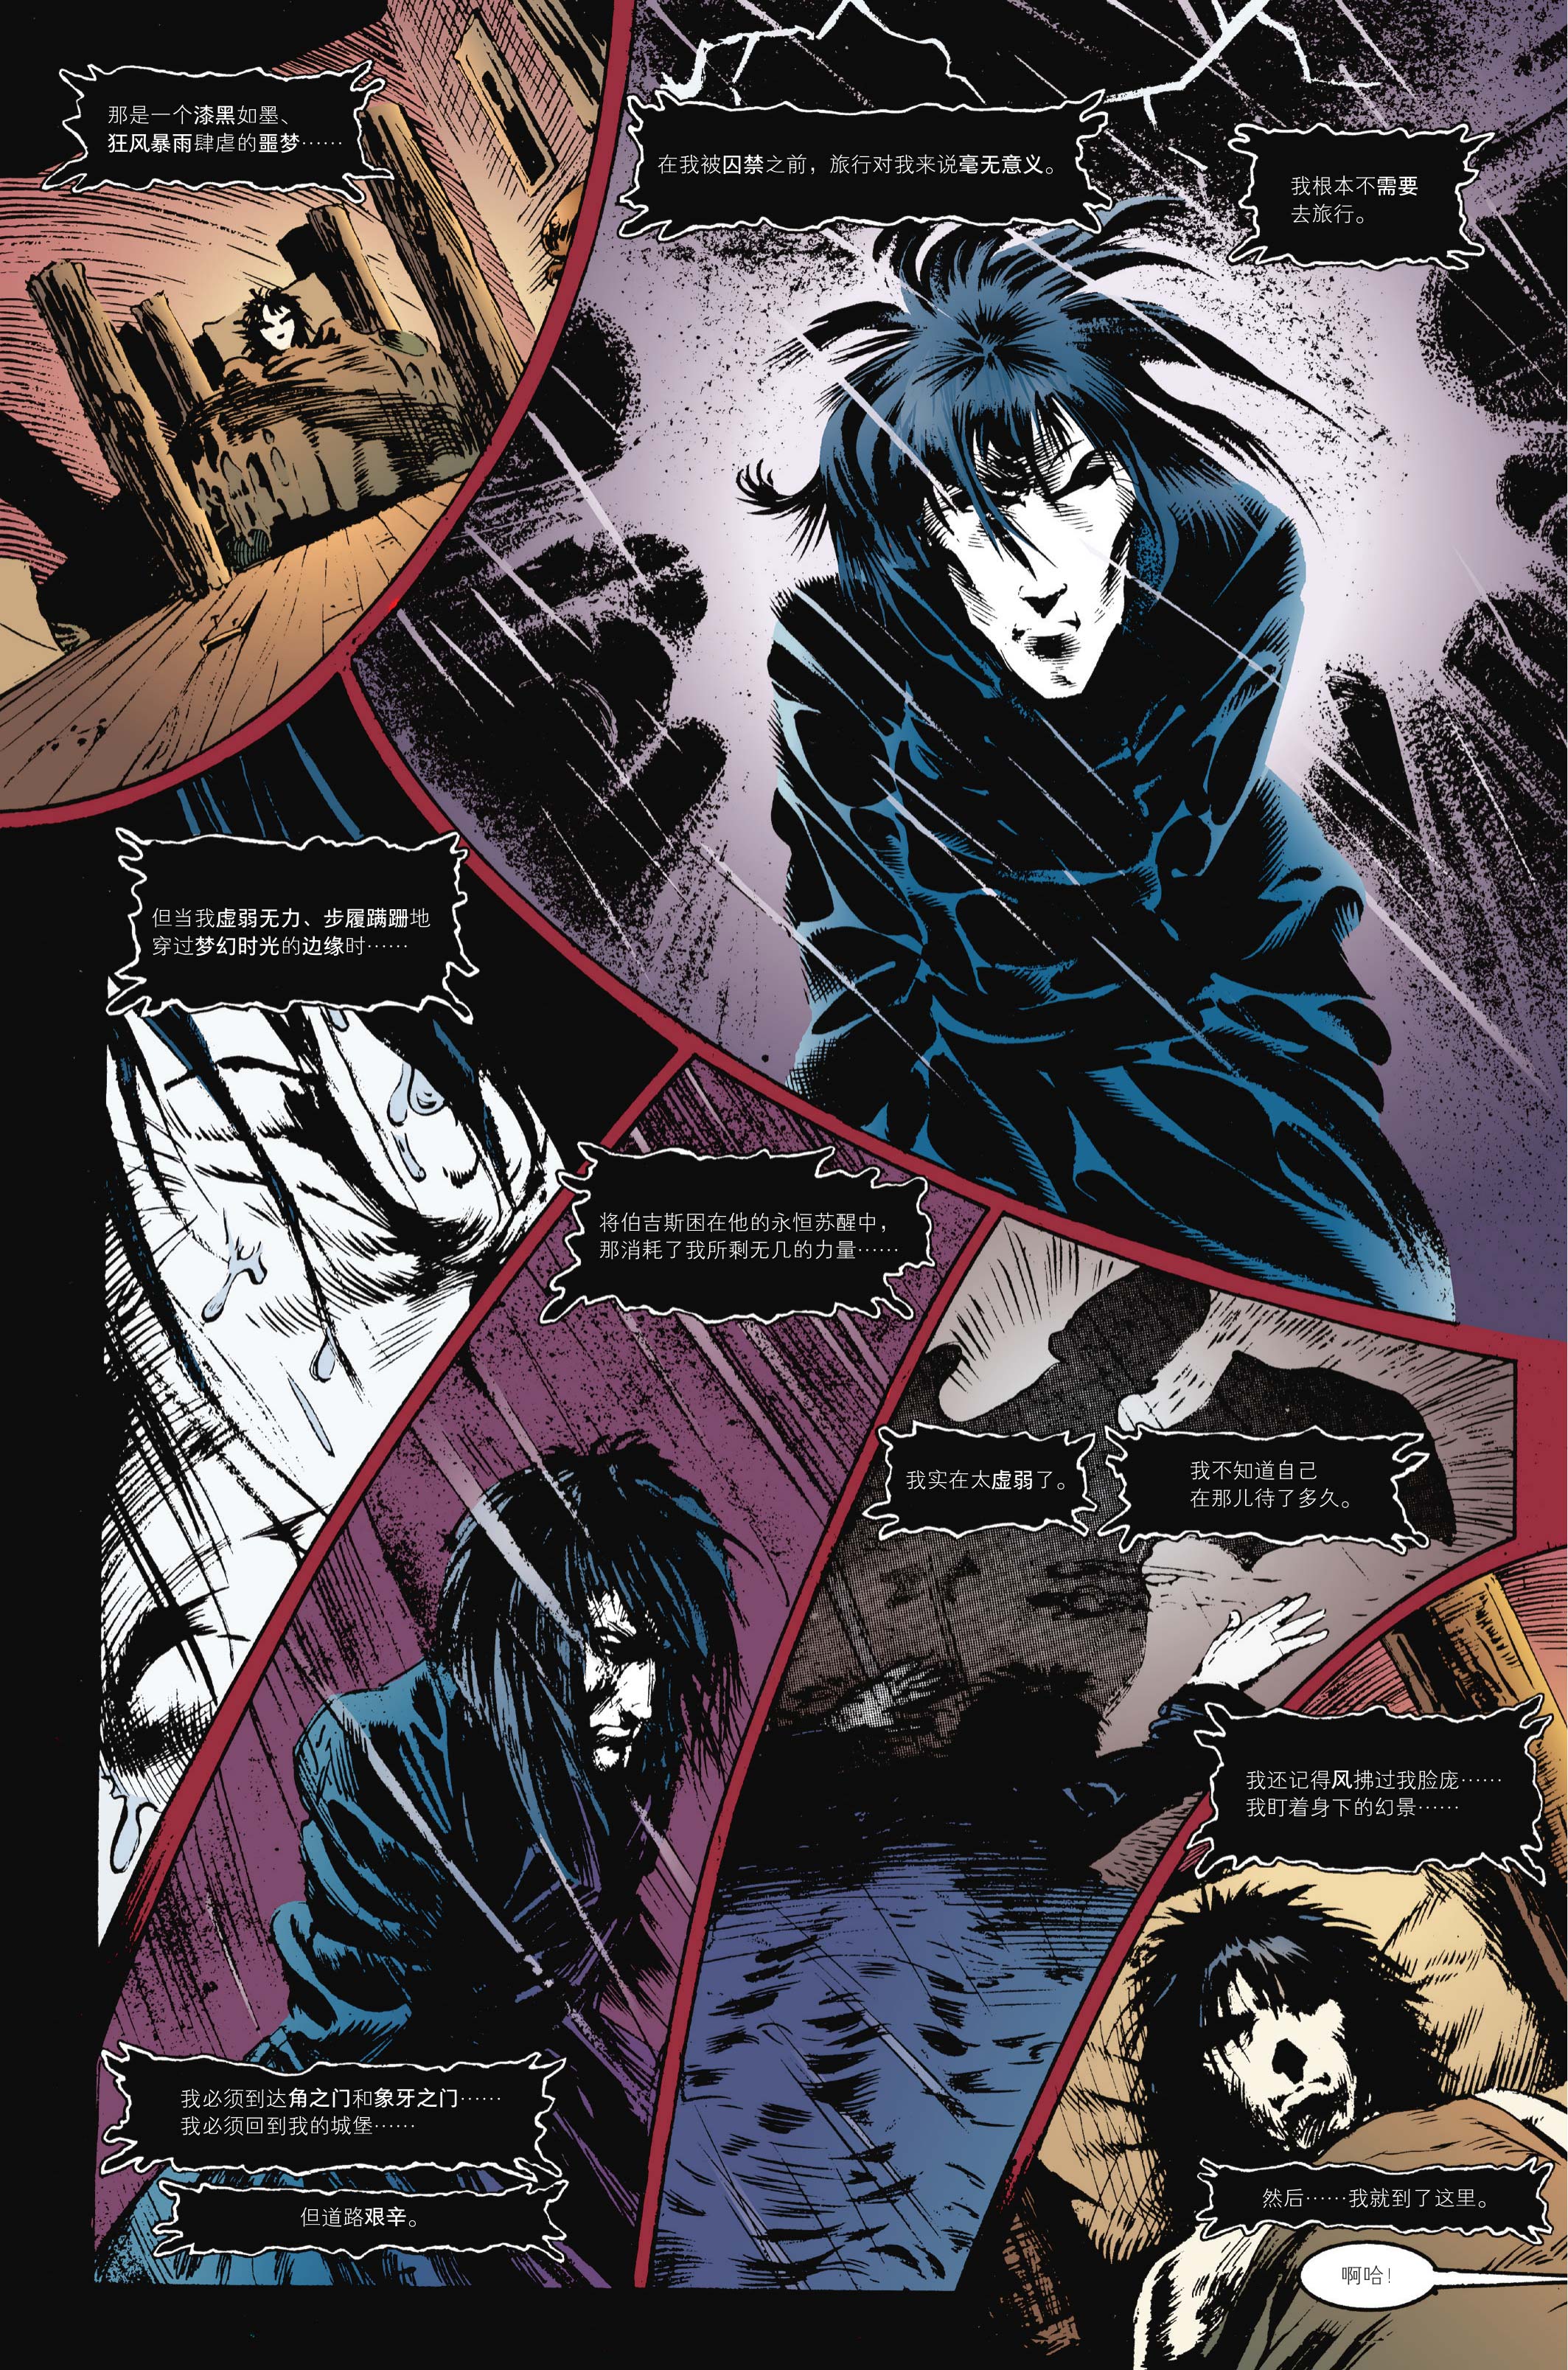 那是一个漆黑如墨、
狂风暴雨肆虐的噩梦……
在我被囚禁之前，旅行对我来说毫无意义。
我根本不需要
去旅行。
但当我虚弱无力、步履蹒跚地
穿过梦幻时光的边缘时……
将伯吉斯困在他的永恒苏醒中，
那消耗了我所剩无几的力量……
我必须到达角之门和象牙之门……
我必须回到我的城堡……
但道路艰辛。
我实在太虚弱了。
我不知道自己
在那儿待了多久。
我还记得风拂过我脸庞……
我盯着身下的幻景……
然后……我就到了这里。
啊哈！